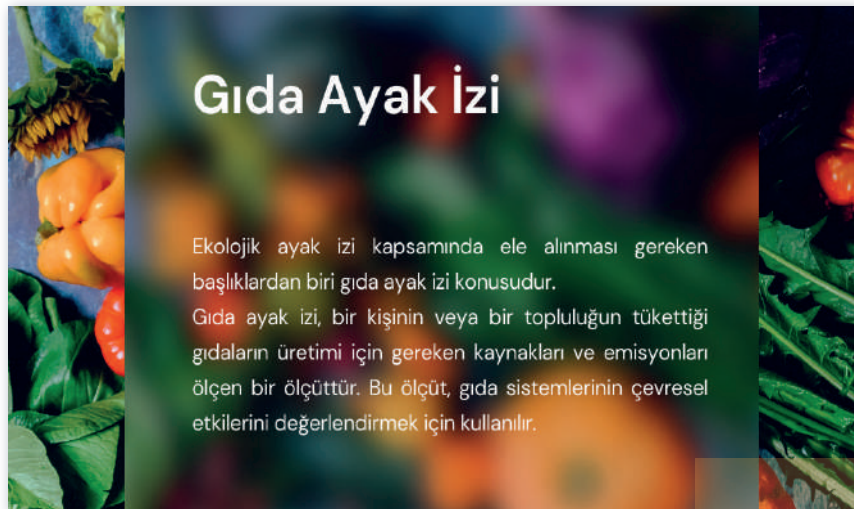 Gıda Ayak İzi
Ekolojik ayak izi kapsamında ele alınması gereken
başlıklardan biri gıda ayak izi konusudur.
Gıda ayak izi, bir kişinin veya bir topluluğun tükettiği
gıdaların üretimi için gereken kaynakları ve emisyonları
ölçen bir ölçüttür. Bu ölçüt, gıda sistemlerinin çevresel
etkilerini değerlendirmek için kullanılır.